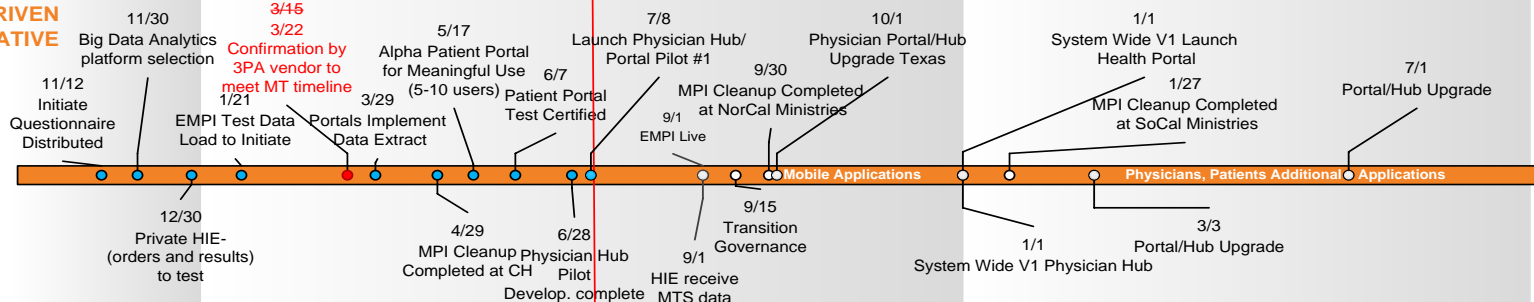 RIVEN
ATIVE
11/12
Initiate
Questionnaire
Distributed
11/30
Big Data Analytics
platform selection
12/30
Private HIE-
(orders and results)
to test
1/21
EMPI Test Data
Load to Initiate
3/15
3/22
Confirmation by
3PA vendor to
meet MT timeline
3/29
Portals Implement
Data Extract
4/29
MPI Cleanup
Completed at CH
5/17
Alpha Patient Portal
for Meaningful Use
(5-10 users)
6/7
Patient Portal
Test Certified
6/28
Physician Hub
Pilot
Develop. complete
7/8
Launch Physician Hub/
Portal Pilot #1
9/1
EMPI Live
9/1
HIE receive
MTS data
9/15
Transition
Governance
9/30
MPI Cleanup Completed
at NorCal Ministries
10/1
Physician Portal/Hub
Upgrade Texas
Mobile Applications
1/1
System Wide V1 Launch
Health Portal
1/1
System Wide V1 Physician Hub
1/27
MPI Cleanup Completed
at SoCal Ministries
3/3
Portal/Hub Upgrade
Physicians, Patients Additional Applications
7/1
Portal/Hub Upgrade